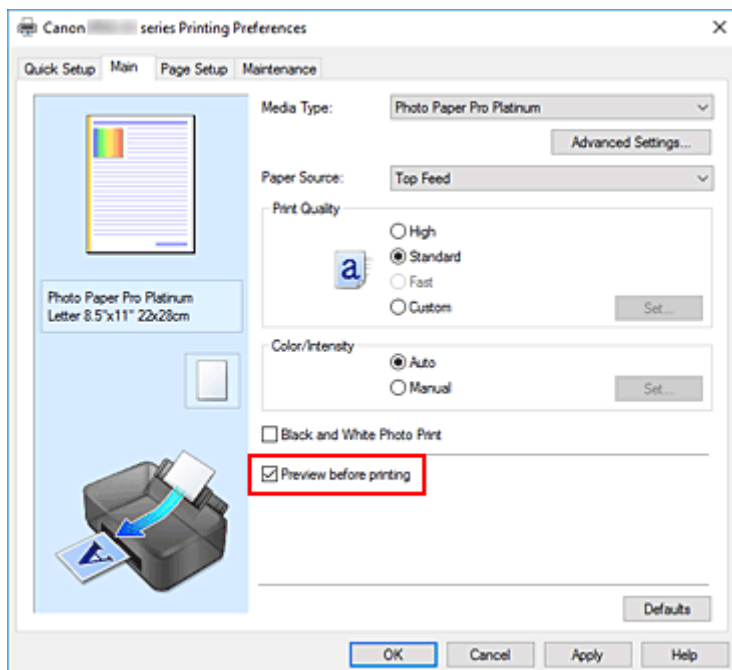 Canon series Printing Preferences
Quick Setup Main Page Setup Maintenance
Media Type: Photo Paper Pro Platinum
Advanced Settings...
Paper Source: Top Feed
Print Quality
High
a Standard
Fast
Custom Set...
Photo Paper Pro Platinum
Letter 8.5"x11" 22x28cm
Color/Intensity
Auto
Manual Set...
Black and White Photo Print
Preview before printing
A
Defaults
OK Cancel Apply Help